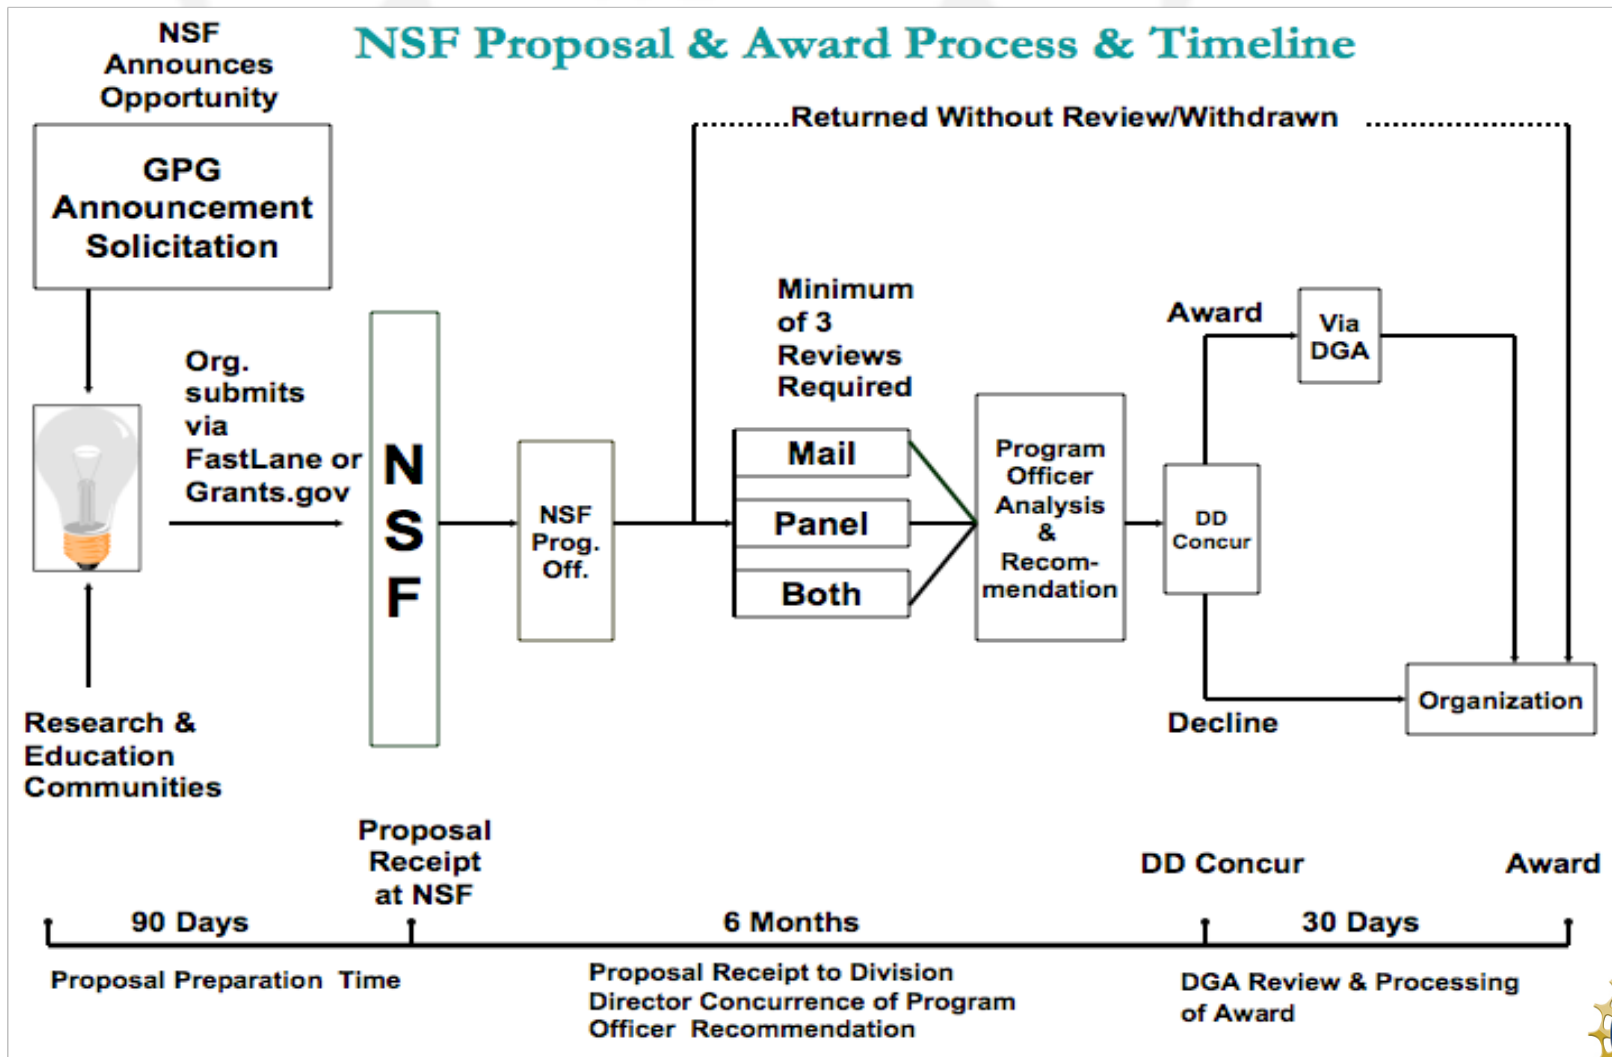 NSF Proposal & Award Process & Timeline
NSF
Announces
Opportunity
GPG
Announcement
Solicitation
Org.
submits
via
FastLane or
Grants.gov
Research &
Education
Communities
N
S
F
NSF
Prog.
Off.
Returned Without Review/Withdrawn
Minimum
of 3
Reviews
Required
Mail
Panel
Both
Program
Officer
Analysis
&
Recom-
mendation
DD
Concur
Award
Via
DGA
Decline
Organization
Proposal
Receipt
at NSF
DD Concur
Award
90 Days
6 Months
30 Days
Proposal Preparation Time
Proposal Receipt to Division
Director Concurrence of Program
Officer Recommendation
DGA Review & Processing
of Award